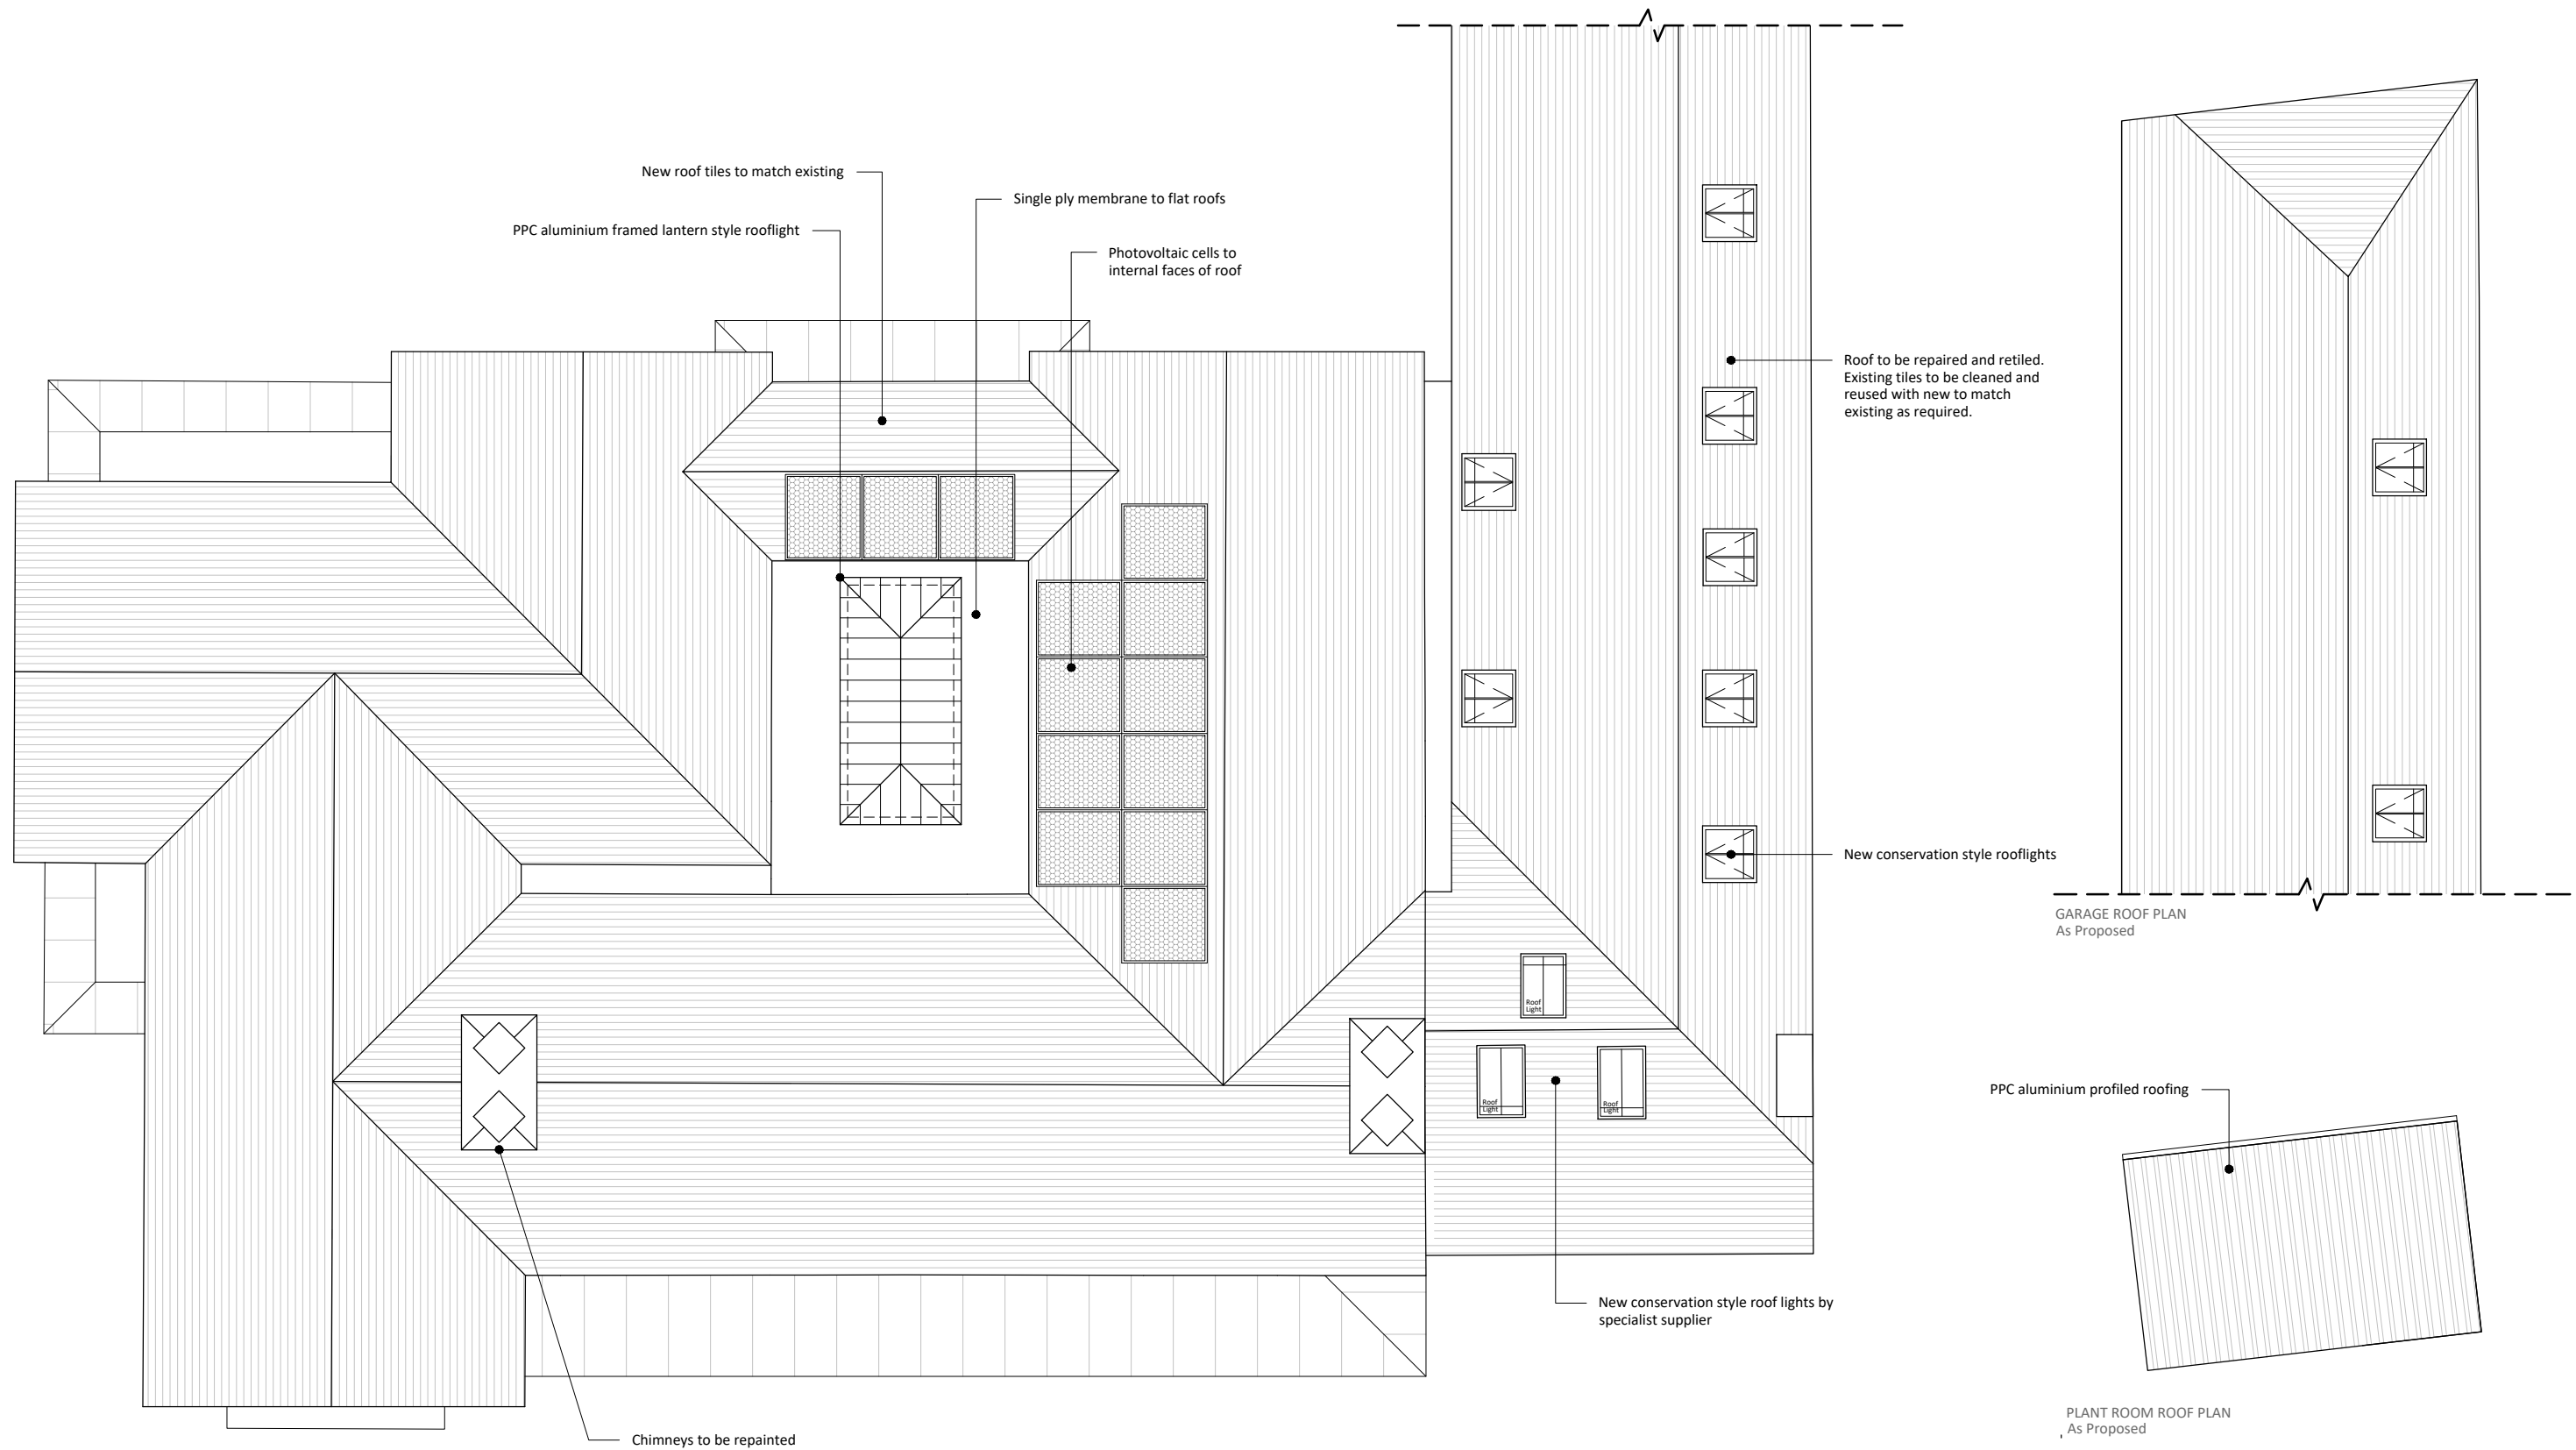 New roof tiles to match existing
Single ply membrane to flat roofs
PPC aluminium framed lantern style rooflight
Photovoltaic cells to
internal faces of roof
Roof to be repaired and retiled.
Existing tiles to be cleaned and
reused with new to match
existing as required.
New conservation style rooflights
GARAGE ROOF PLAN
As Proposed
Roof
Light
Roof
Light
Roof
Light
PPC aluminium profiled roofing
New conservation style roof lights by
specialist supplier
PLANT ROOM ROOF PLAN
As Proposed
Chimneys to be repainted